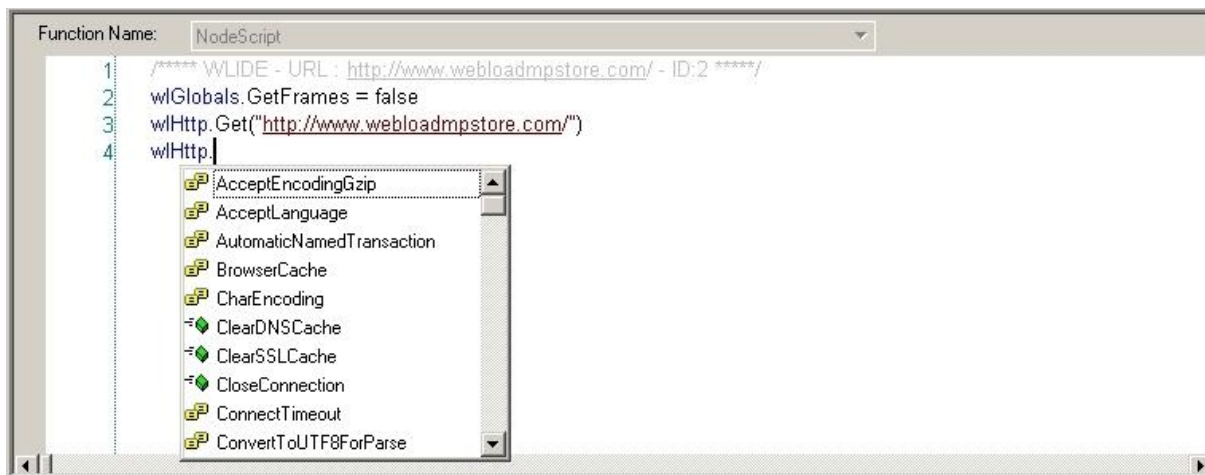 Function Name: NodeScript
1 /***** WLIDE - URL : http://www.webloadmpstore.com/ - ID:2 *****/
2 wlGlobals.GetFrames = false
3 wlHttp.Get("http://www.webloadmpstore.com/")
4 wlHttp.
AcceptEncodingGzip
AcceptLanguage
AutomaticNamedTransaction
BrowserCache
CharEncoding
ClearDNSCache
ClearSSLCache
CloseConnection
ConnectTimeout
ConvertToUTF8ForParse